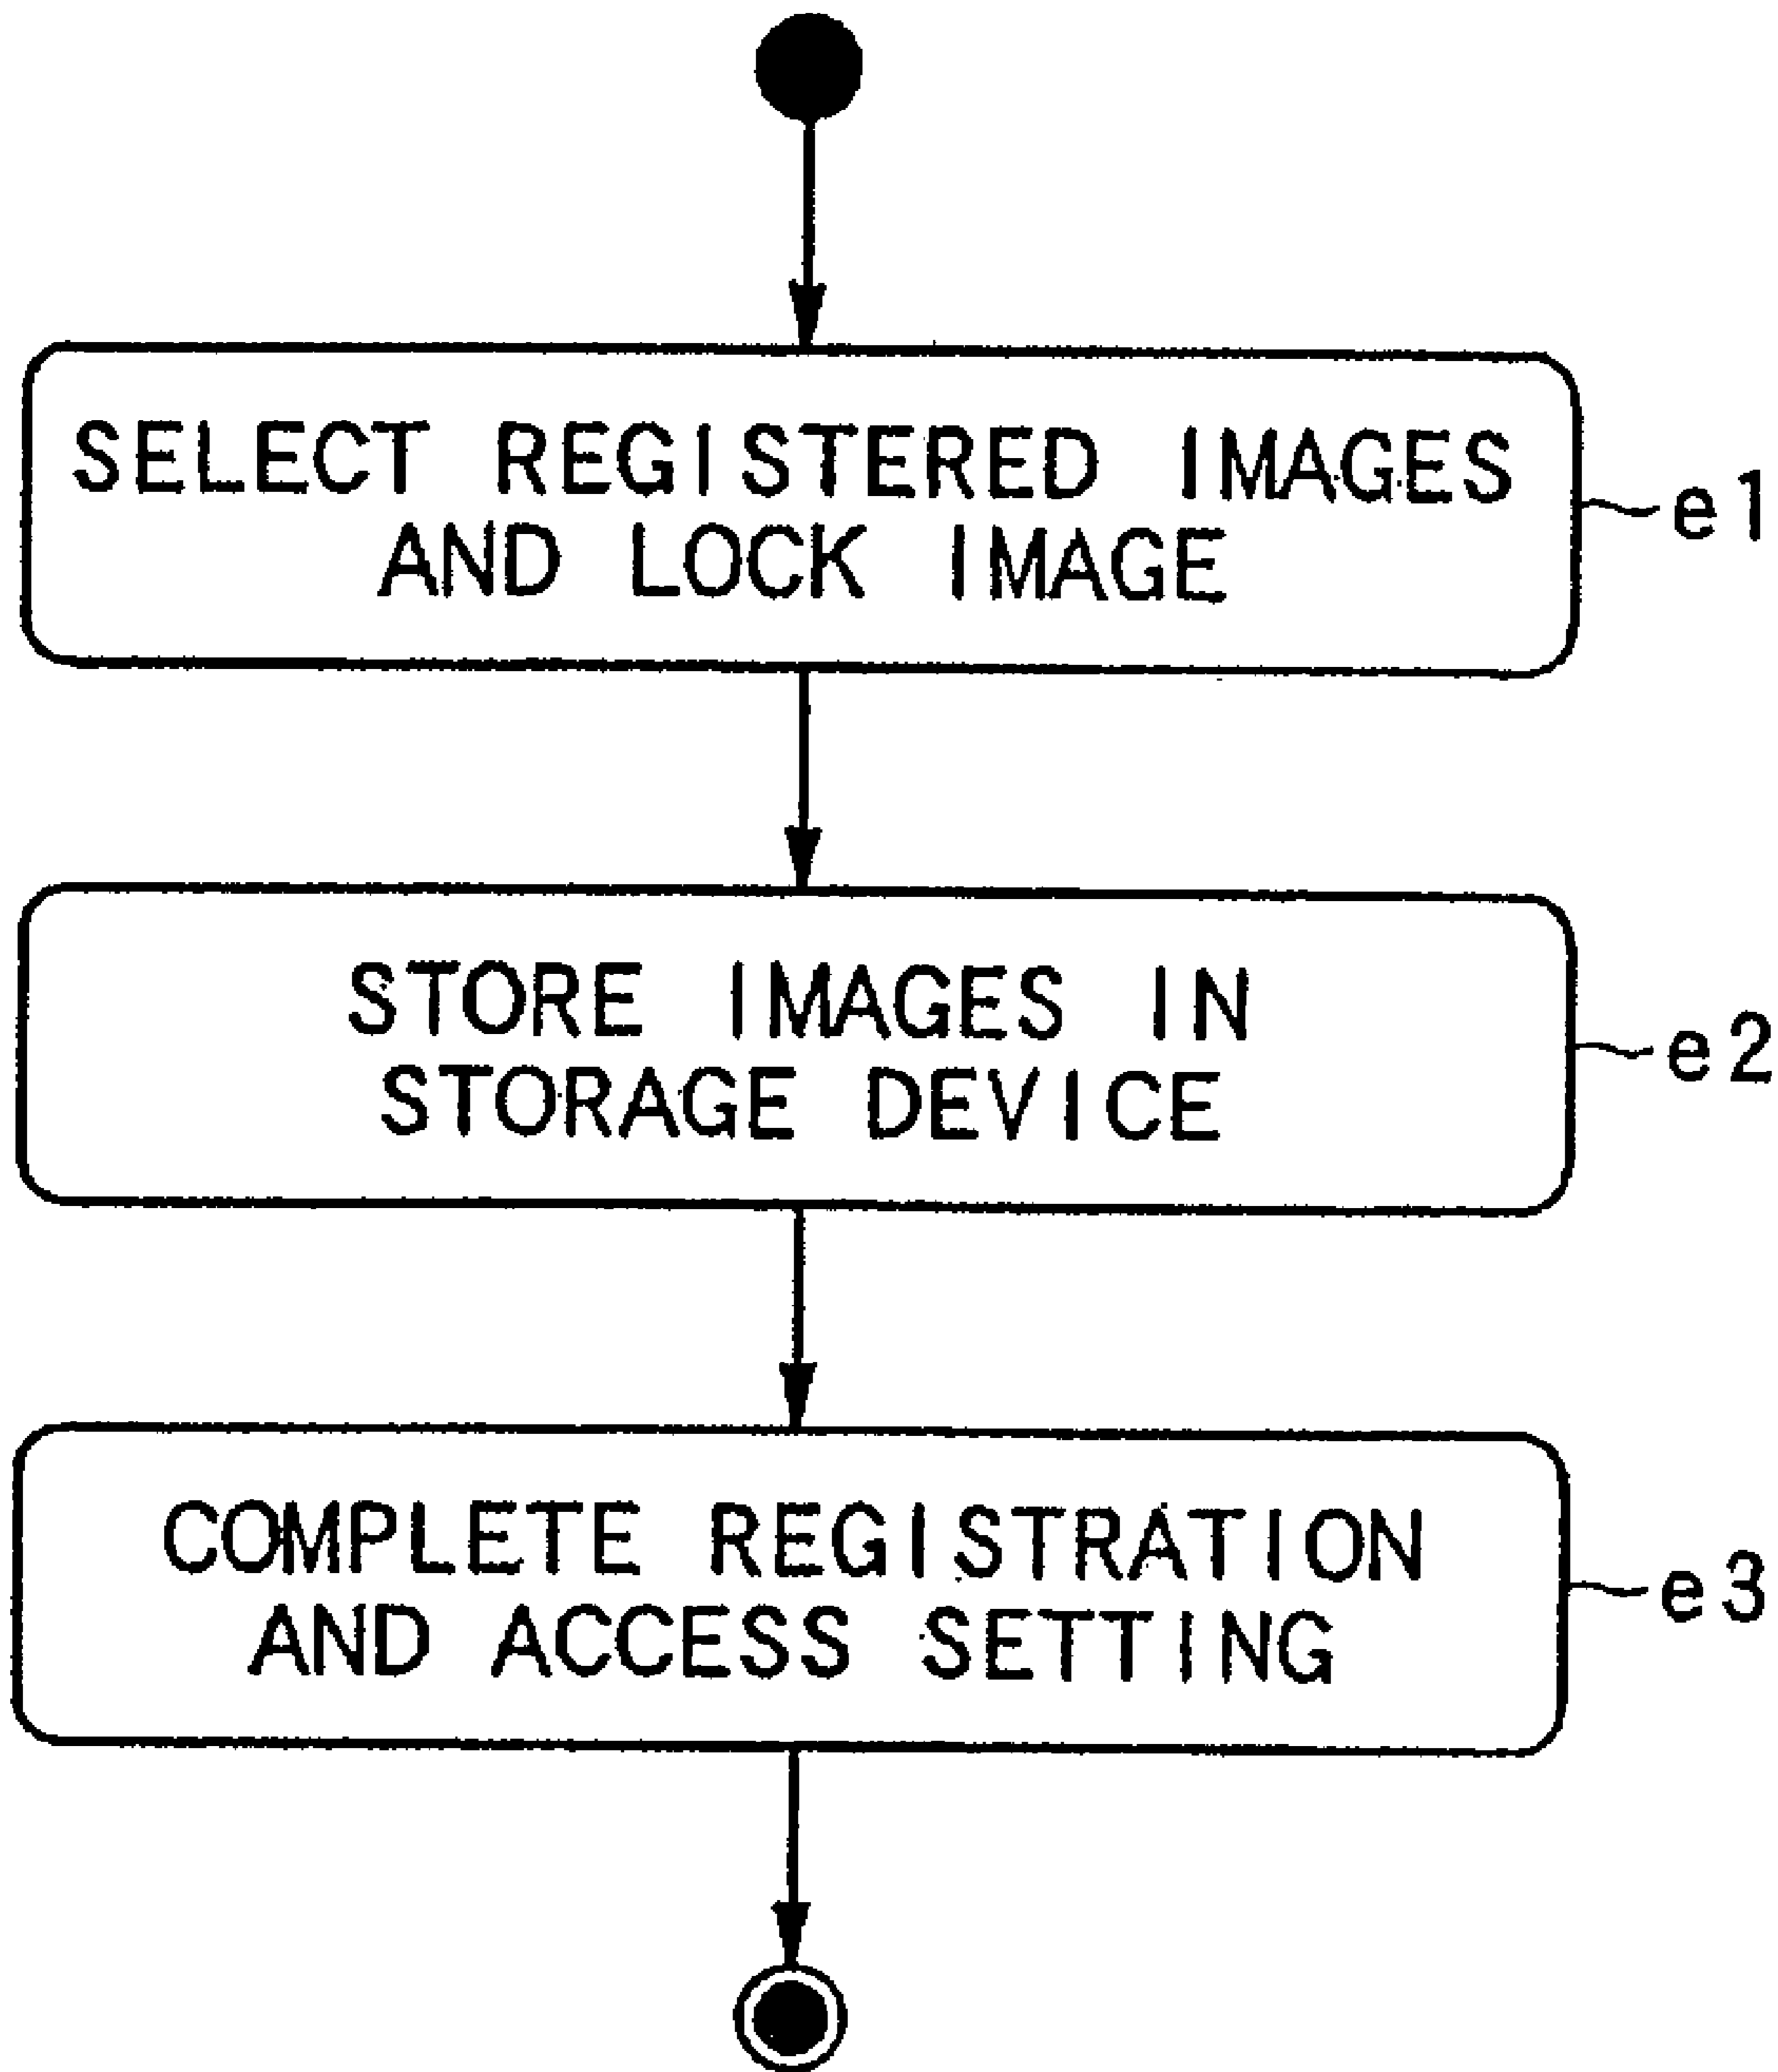 SELECT REGISTERED IMAGES
AND LOCK IMAGE
e1
STORE IMAGES IN
STORAGE DEVICE
e2
COMPLETE REGISTRATION
AND ACCESS SETTING
e3